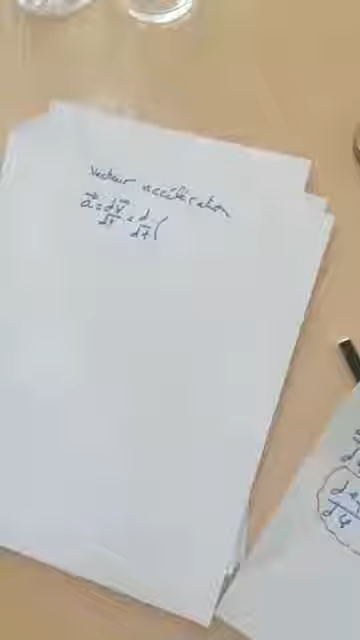 Vecteur accélération
a⃗ = dv⃗/dt = d/dt (